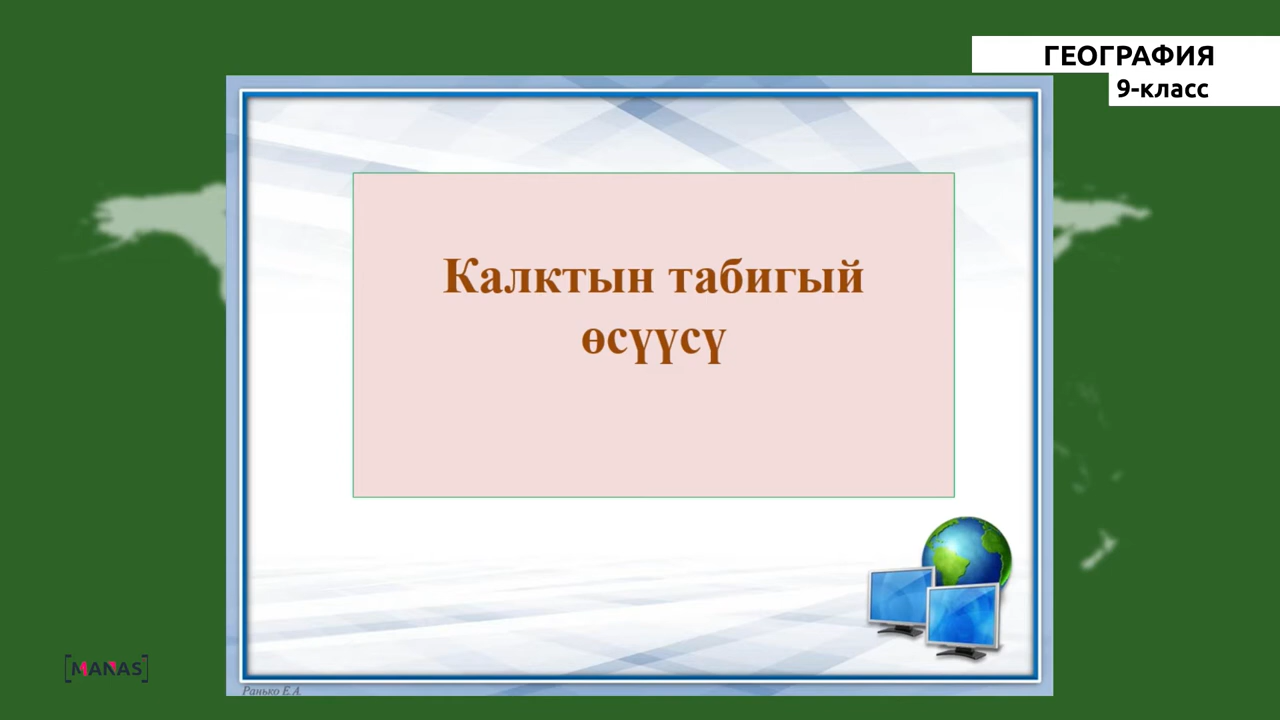 ГЕОГРАФИЯ
9-класс
Калктын табигый
өсүүсү
[MANAS]
Ранько Е.А.